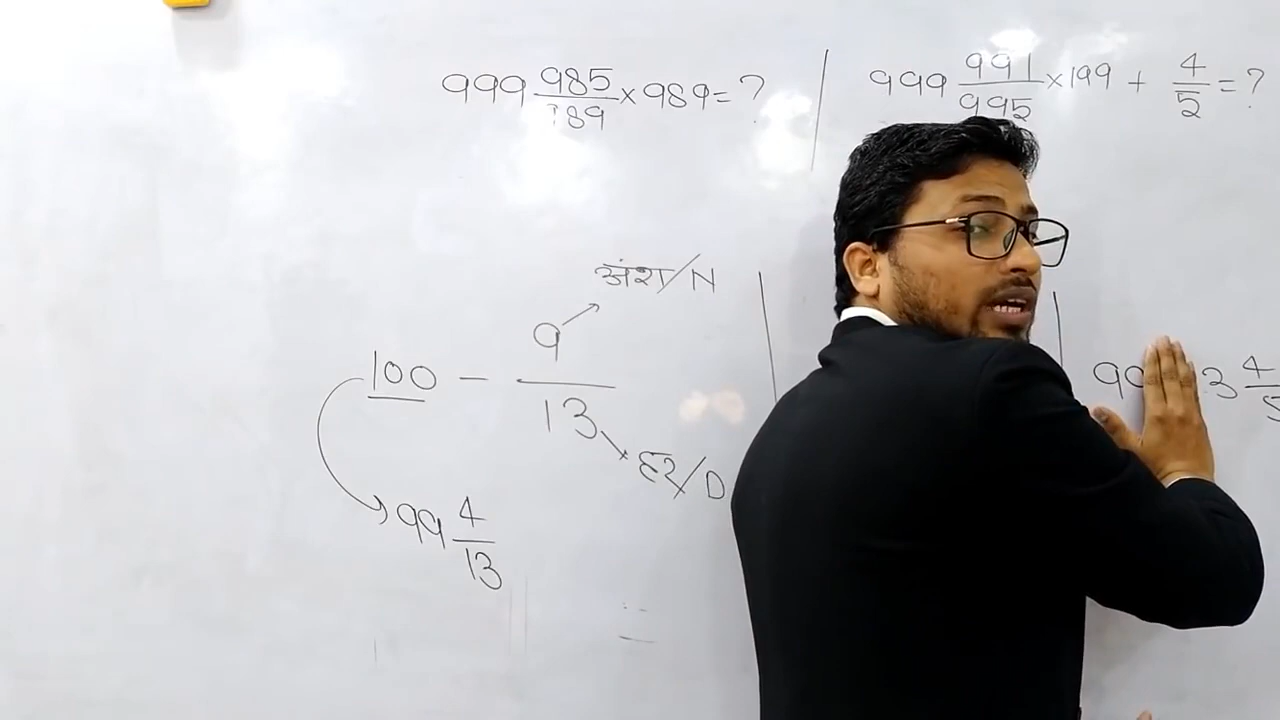 999 985/989 × 989 = ?
999 991/995 × 199 + 4/5 = ?
अंश/N
100 - 9/13
हर/D
99 4/13
99 3 4/5